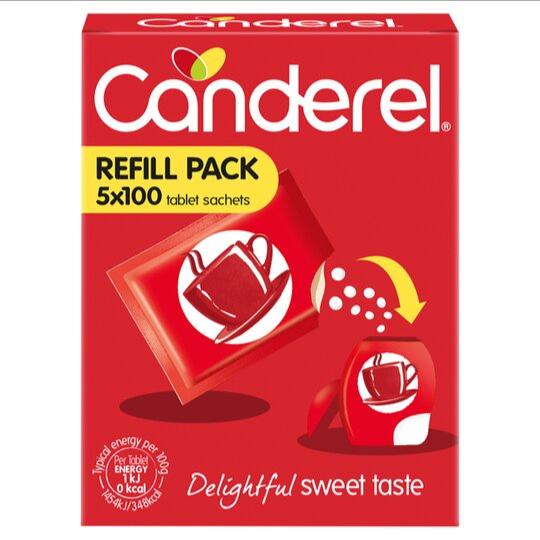 Canderel
Canderel®
REFILL PACK
5x100 tablet sachets
Typical energy per 100g
Per Tablet
ENERGY
1 kJ
0 kcal
1454kJ/348kcal
Delightful sweet taste